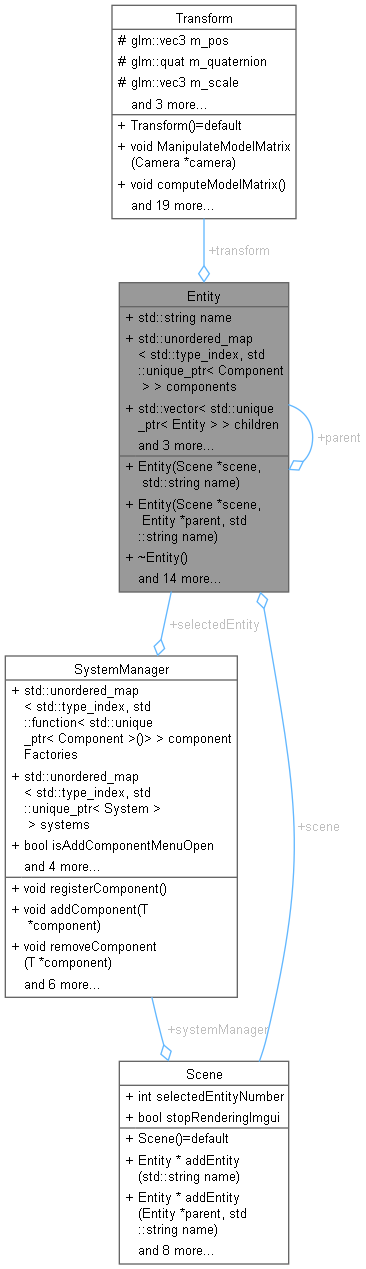 Transform
# glm::vec3 m_pos
# glm::quat m_quaternion
# glm::vec3 m_scale
and 3 more...
+ Transform()=default
+ void ManipulateModelMatrix
(Camera *camera)
+ void computeModelMatrix()
and 19 more...
+transform
Entity
+ std::string name
+ std::unordered_map
< std::type_index, std
::unique_ptr< Component
> > components
+ std::vector< std::unique
_ptr< Entity > > children
and 3 more...
+ Entity(Scene *scene,
std::string name)
+ Entity(Scene *scene,
Entity *parent, std
::string name)
+ ~Entity()
and 14 more...
+parent
+selectedEntity
SystemManager
+ std::unordered_map
< std::type_index, std
::function< std::unique
_ptr< Component >()> > component
Factories
+ std::unordered_map
< std::type_index, std
::unique_ptr< System >
> systems
+ bool isAddComponentMenuOpen
and 4 more...
+ void registerComponent()
+ void addComponent(T
*component)
+ void removeComponent
(T *component)
and 6 more...
+scene
+systemManager
Scene
+ int selectedEntityNumber
+ bool stopRenderingImgui
+ Scene()=default
+ Entity * addEntity
(std::string name)
+ Entity * addEntity
(Entity *parent, std
::string name)
and 8 more...